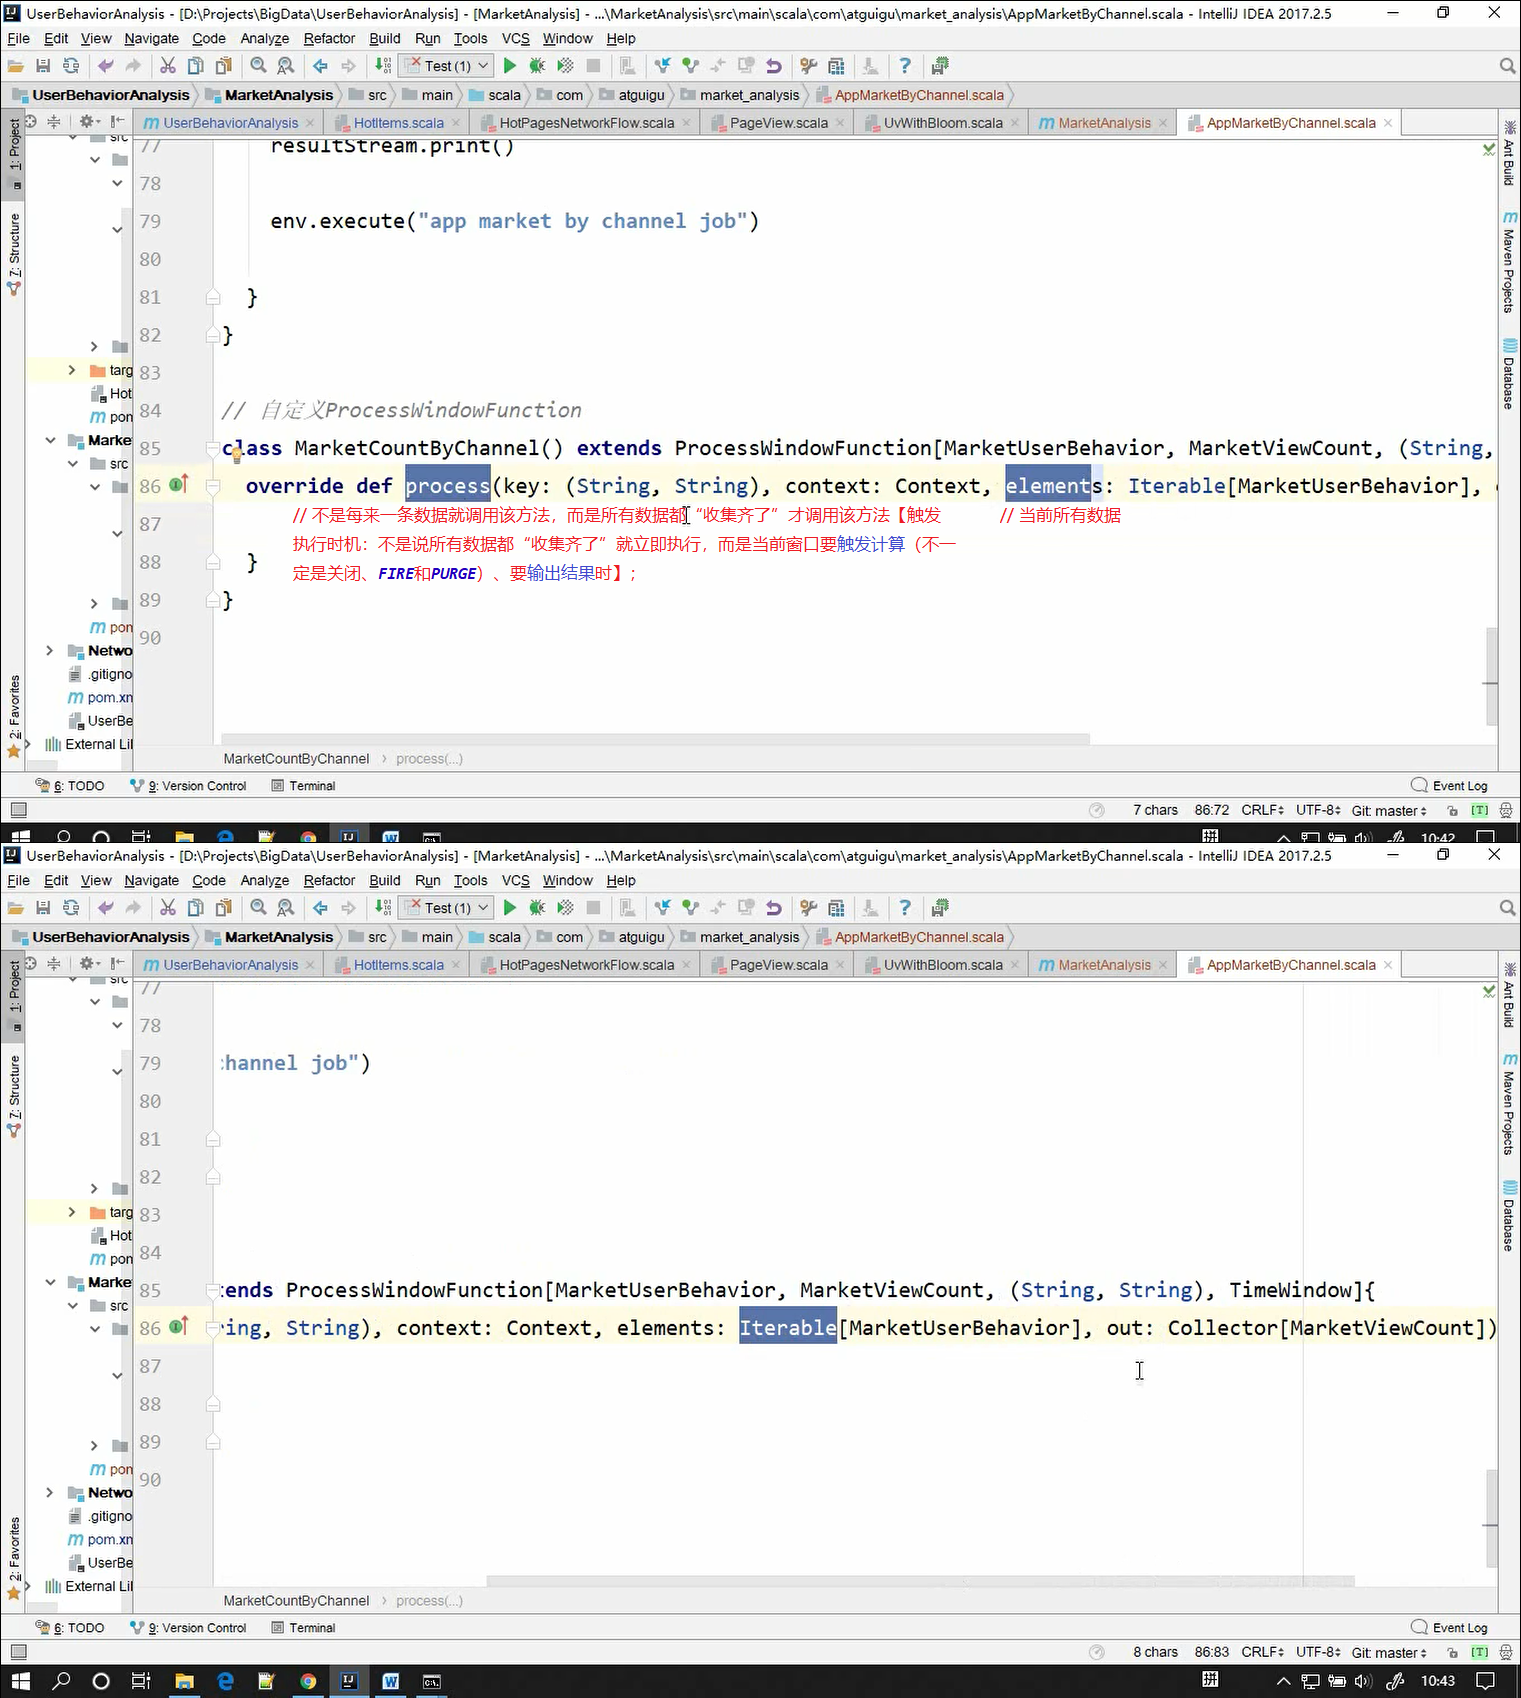 UserBehaviorAnalysis - [D:\Projects\BigData\UserBehaviorAnalysis] - [MarketAnalysis] - ...\MarketAnalysis\src\main\scala\com\atguigu\market_analysis\AppMarketByChannel.scala - IntelliJ IDEA 2017.2.5
File Edit View Navigate Code Analyze Refactor Build Run Tools VCS Window Help
Test (1)
UserBehaviorAnalysis MarketAnalysis src main scala com atguigu market_analysis AppMarketByChannel.scala
UserBehaviorAnalysis HotItems.scala HotPagesNetworkFlow.scala PageView.scala UvWithBloom.scala MarketAnalysis AppMarketByChannel.scala
1: Project
7: Structure
2: Favorites
Ant Build
Maven Projects
Database
src
targ
Hot
pon
Marke
src
pon
Netwo
.gitigno
pom.xn
UserBe
External Li
77 resultStream.print()
78
79 env.execute("app market by channel job")
80
81 }
82 }
83
84 // 自定义ProcessWindowFunction
85 class MarketCountByChannel() extends ProcessWindowFunction[MarketUserBehavior, MarketViewCount, (String,
86 override def process(key: (String, String), context: Context, elements: Iterable[MarketUserBehavior],
87 // 不是每来一条数据就调用该方法，而是所有数据都“收集齐了”才调用该方法【触发 // 当前所有数据
执行时机：不是说所有数据都“收集齐了”就立即执行，而是当前窗口要触发计算（不一
88 }
定是关闭、FIRE和PURGE）、要输出结果时】；
89 }
90
MarketCountByChannel › process(...)
6: TODO 9: Version Control Terminal Event Log
7 chars 86:72 CRLF UTF-8 Git: master [T]
拼 10:42
UserBehaviorAnalysis - [D:\Projects\BigData\UserBehaviorAnalysis] - [MarketAnalysis] - ...\MarketAnalysis\src\main\scala\com\atguigu\market_analysis\AppMarketByChannel.scala - IntelliJ IDEA 2017.2.5
File Edit View Navigate Code Analyze Refactor Build Run Tools VCS Window Help
Test (1)
UserBehaviorAnalysis MarketAnalysis src main scala com atguigu market_analysis AppMarketByChannel.scala
UserBehaviorAnalysis HotItems.scala HotPagesNetworkFlow.scala PageView.scala UvWithBloom.scala MarketAnalysis AppMarketByChannel.scala
1: Project
7: Structure
2: Favorites
Ant Build
Maven Projects
Database
src
targ
Hot
pon
Marke
src
pon
Netwo
.gitigno
pom.xn
UserBe
External Li
77
78
79 hannel job")
80
81
82
83
84
85 tends ProcessWindowFunction[MarketUserBehavior, MarketViewCount, (String, String), TimeWindow]{
86 ring, String), context: Context, elements: Iterable[MarketUserBehavior], out: Collector[MarketViewCount])
87
88
89
90
MarketCountByChannel › process(...)
6: TODO 9: Version Control Terminal Event Log
8 chars 86:83 CRLF UTF-8 Git: master [T]
拼 10:43